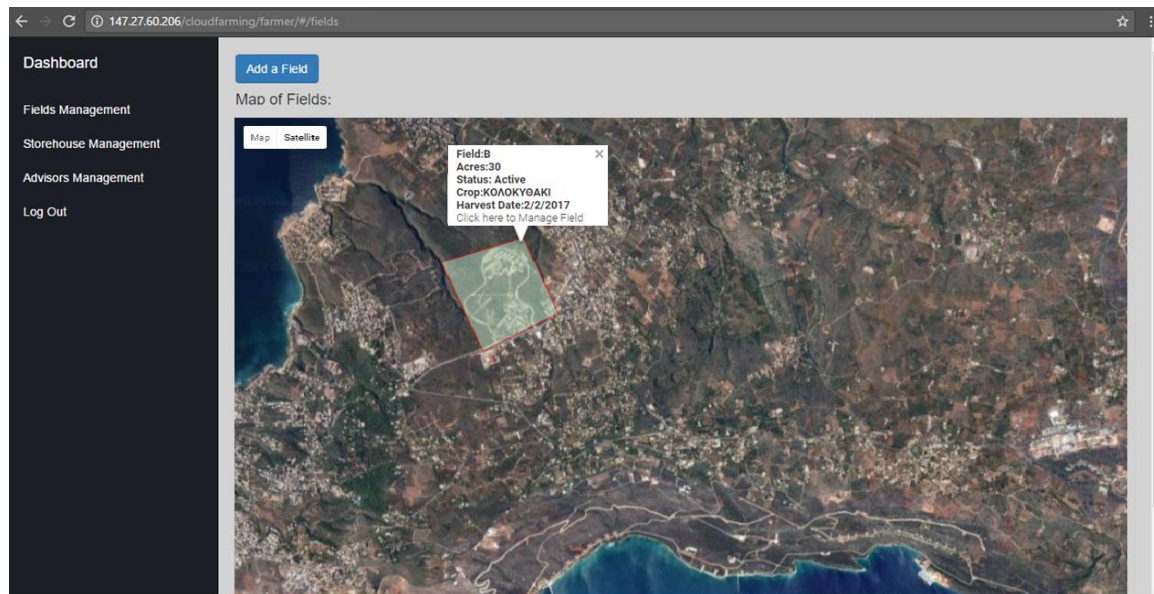 147.27.60.206/cloudfarming/farmer/#/fields
Dashboard
Fields Management
Storehouse Management
Advisors Management
Log Out
Add a Field
Map of Fields:
Map Satellite
Field:B
Acres:30
Status: Active
Crop:ΚΟΛΟΚΥΘΑΚΙ
Harvest Date:2/2/2017
Click here to Manage Field